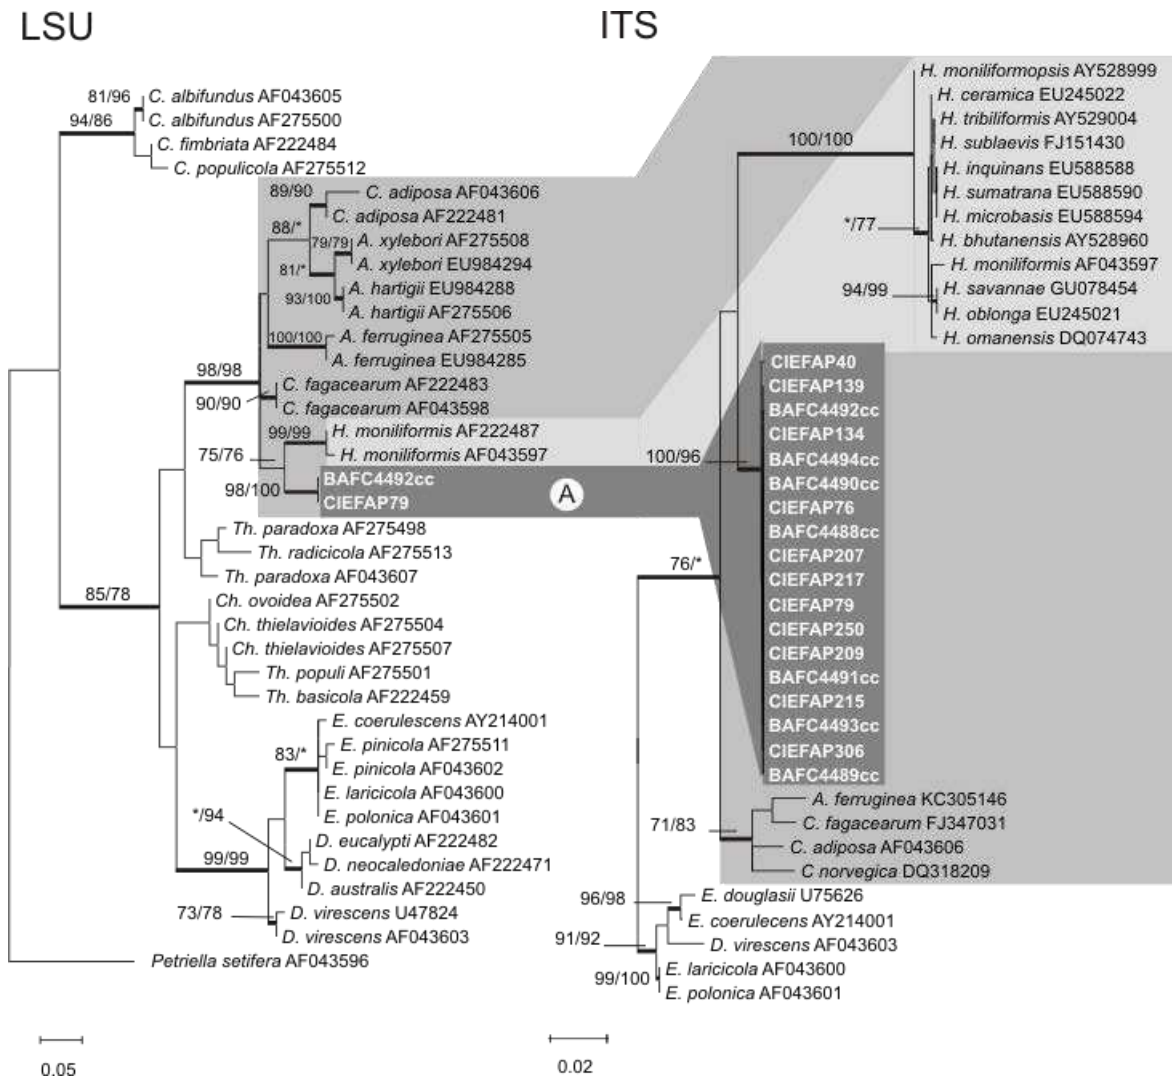 LSU
81/96
C. albifundus AF043605
C. albifundus AF275500
94/86
C. fimbriata AF222484
C. populicola AF275512
89/90
C. adiposa AF043606
C. adiposa AF222481
88/*
79/79
A. xylebori AF275508
A. xylebori EU984294
81/*
A. hartigii EU984288
93/100
A. hartigii AF275506
100/100
A. ferruginea AF275505
A. ferruginea EU984285
98/98
C. fagacearum AF222483
90/90
C. fagacearum AF043598
99/99
H. moniliformis AF222487
75/76
H. moniliformis AF043597
BAFC4492cc
98/100
CIEFAP79
A
Th. paradoxa AF275498
Th. radicicola AF275513
Th. paradoxa AF043607
85/78
Ch. ovoidea AF275502
Ch. thielavioides AF275504
Ch. thielavioides AF275507
Th. populi AF275501
Th. basicola AF222459
E. coerulescens AY214001
E. pinicola AF275511
83/*
E. pinicola AF043602
E. laricicola AF043600
E. polonica AF043601
*/94
D. eucalypti AF222482
D. neocaledoniae AF222471
99/99
D. australis AF222450
73/78
D. virescens U47824
D. virescens AF043603
Petriella setifera AF043596
0.05
ITS
H. moniliformopsis AY528999
H. ceramica EU245022
H. tribiliformis AY529004
100/100
H. sublaevis FJ151430
H. inquinans EU588588
H. sumatrana EU588590
H. microbasis EU588594
*/77
H. bhutanensis AY528960
H. moniliformis AF043597
94/99
H. savannae GU078454
H. oblonga EU245021
H. omanensis DQ074743
CIEFAP40
CIEFAP139
BAFC4492cc
CIEFAP134
100/96
BAFC4494cc
BAFC4490cc
CIEFAP76
BAFC4488cc
CIEFAP207
76/*
CIEFAP217
CIEFAP79
CIEFAP250
CIEFAP209
BAFC4491cc
CIEFAP215
BAFC4493cc
CIEFAP306
BAFC4489cc
A. ferruginea KC305146
71/83
C. fagacearum FJ347031
C. adiposa AF043606
C norvegica DQ318209
96/98
E. douglasii U75626
E. coerulecens AY214001
91/92
D. virescens AF043603
E. laricicola AF043600
99/100
E. polonica AF043601
0.02